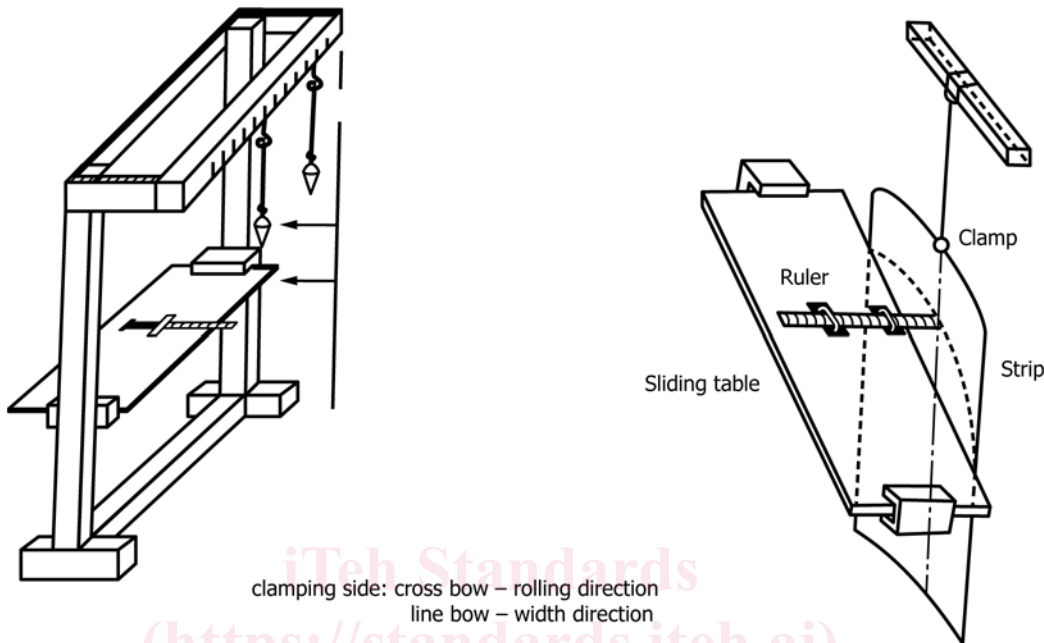 Clamp
Ruler
Strip
Sliding table
iTeh Standards
clamping side: cross bow – rolling direction
line bow – width direction
(https://standards.iteh.ai)